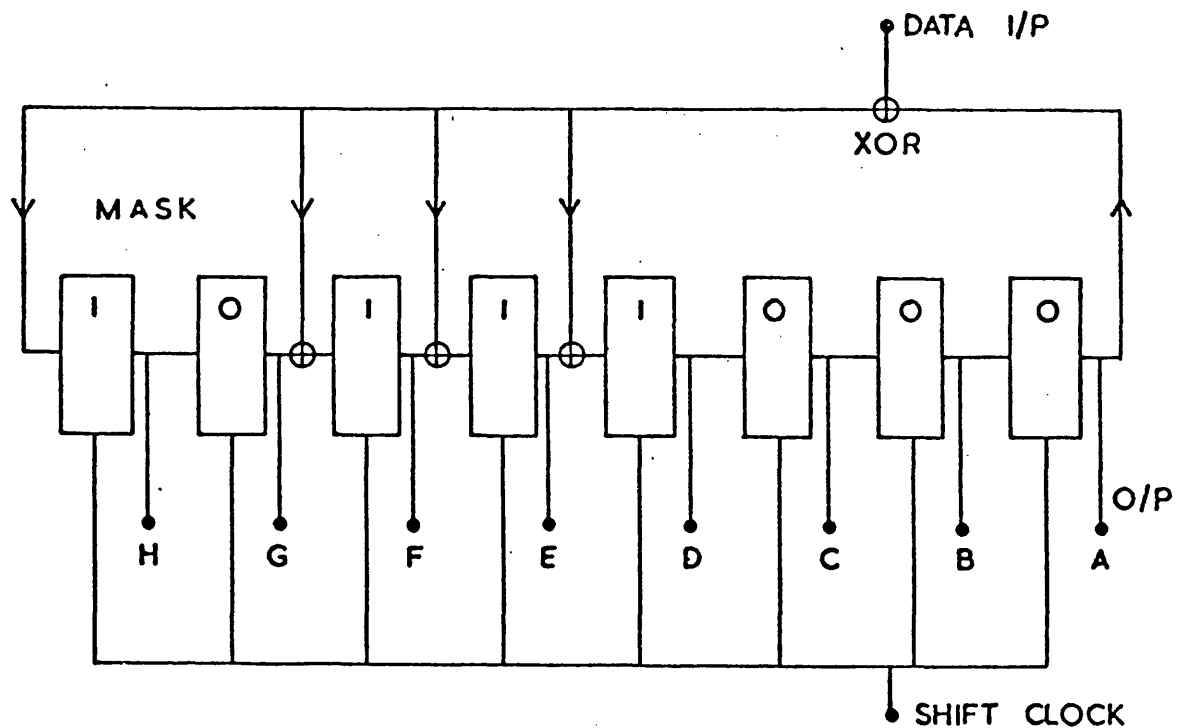 DATA I/P
XOR
MASK
1 0 1 1 1 0 0 0
O/P
H G F E D C B A
SHIFT CLOCK